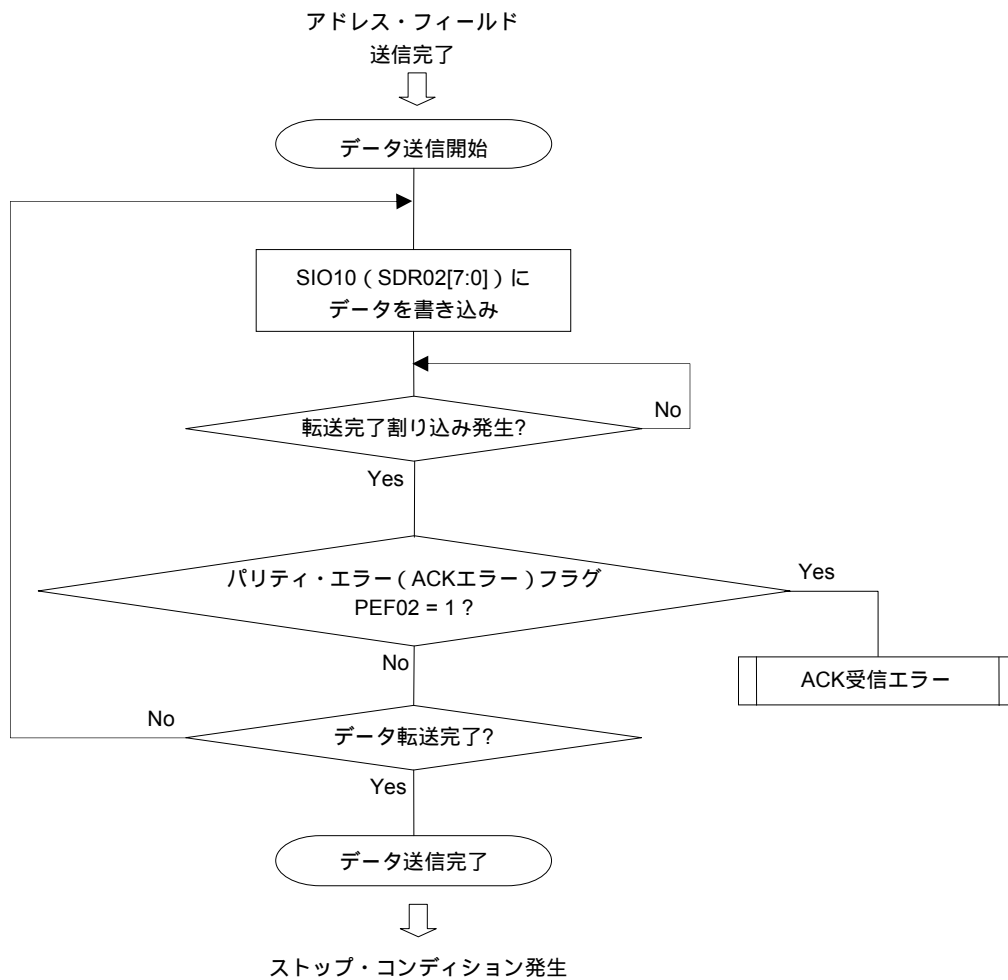 アドレス・フィールド
送信完了
データ送信開始
SIO10(SDR02[7:0])に
データを書き込み
No
転送完了割り込み発生?
Yes
パリティ・エラー(ACKエラー)フラグ
PEF02 = 1 ?
Yes
No
ACK受信エラー
No
データ転送完了?
Yes
データ送信完了
ストップ・コンディション発生